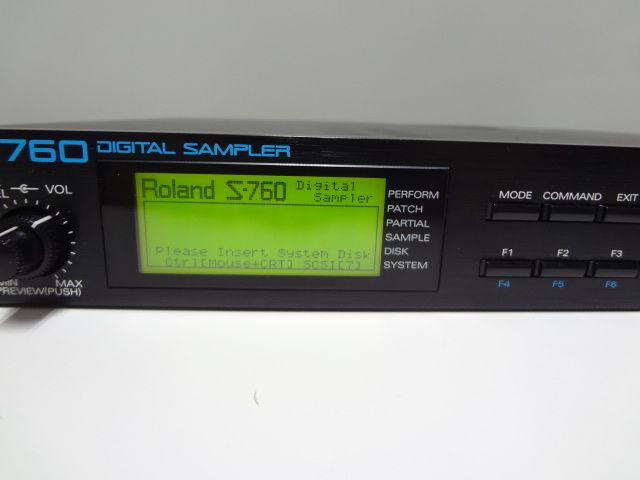 760 DIGITAL SAMPLER
VOL
MIN MAX
PREVIEW(PUSH)
Roland S-760 Digital Sampler
Please Insert System Disk
Ctrl[Mouse+CRT] SCSI[7]
PERFORM
PATCH
PARTIAL
SAMPLE
DISK
SYSTEM
MODE COMMAND EXIT
F1 F2 F3
F4 F5 F6